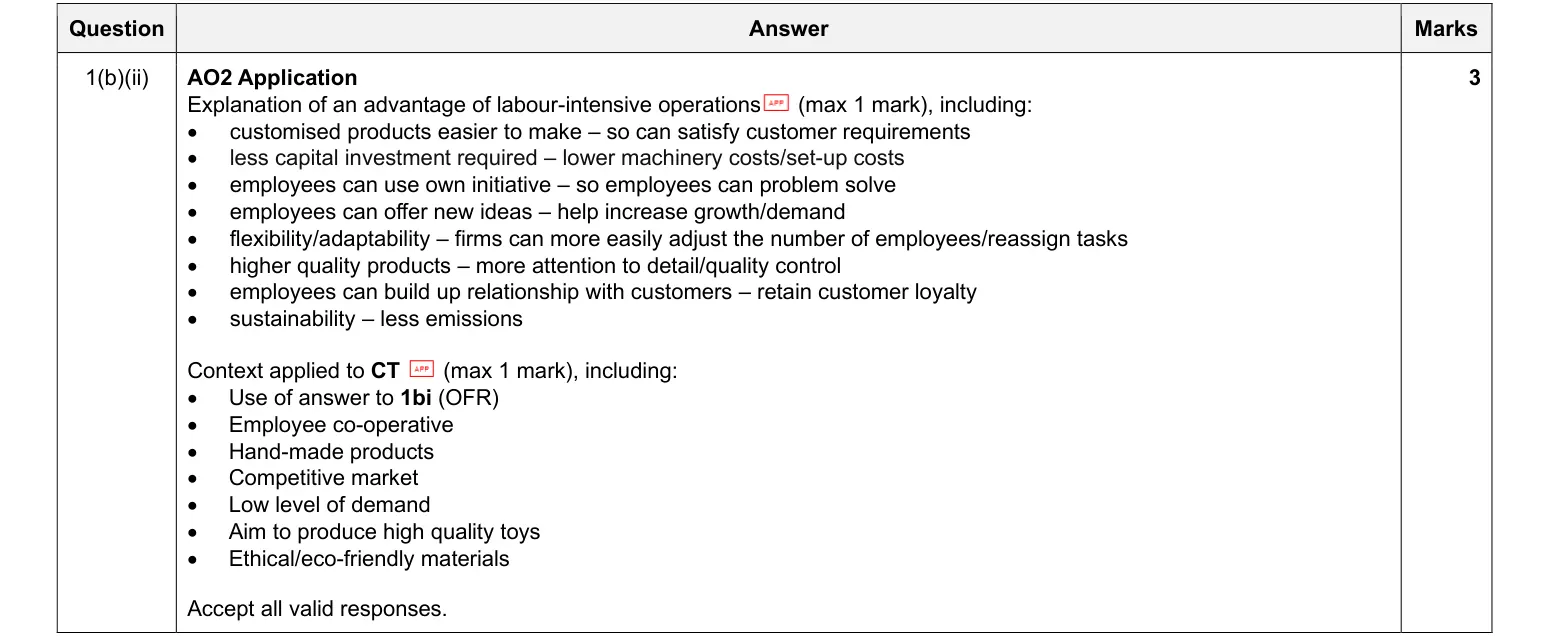 Question Answer Marks
1(b)(ii) AO2 Application 3
Explanation of an advantage of labour-intensive operations APP (max 1 mark), including:
• customised products easier to make – so can satisfy customer requirements
• less capital investment required – lower machinery costs/set-up costs
• employees can use own initiative – so employees can problem solve
• employees can offer new ideas – help increase growth/demand
• flexibility/adaptability – firms can more easily adjust the number of employees/reassign tasks
• higher quality products – more attention to detail/quality control
• employees can build up relationship with customers – retain customer loyalty
• sustainability – less emissions
Context applied to CT APP (max 1 mark), including:
• Use of answer to 1bi (OFR)
• Employee co-operative
• Hand-made products
• Competitive market
• Low level of demand
• Aim to produce high quality toys
• Ethical/eco-friendly materials
Accept all valid responses.